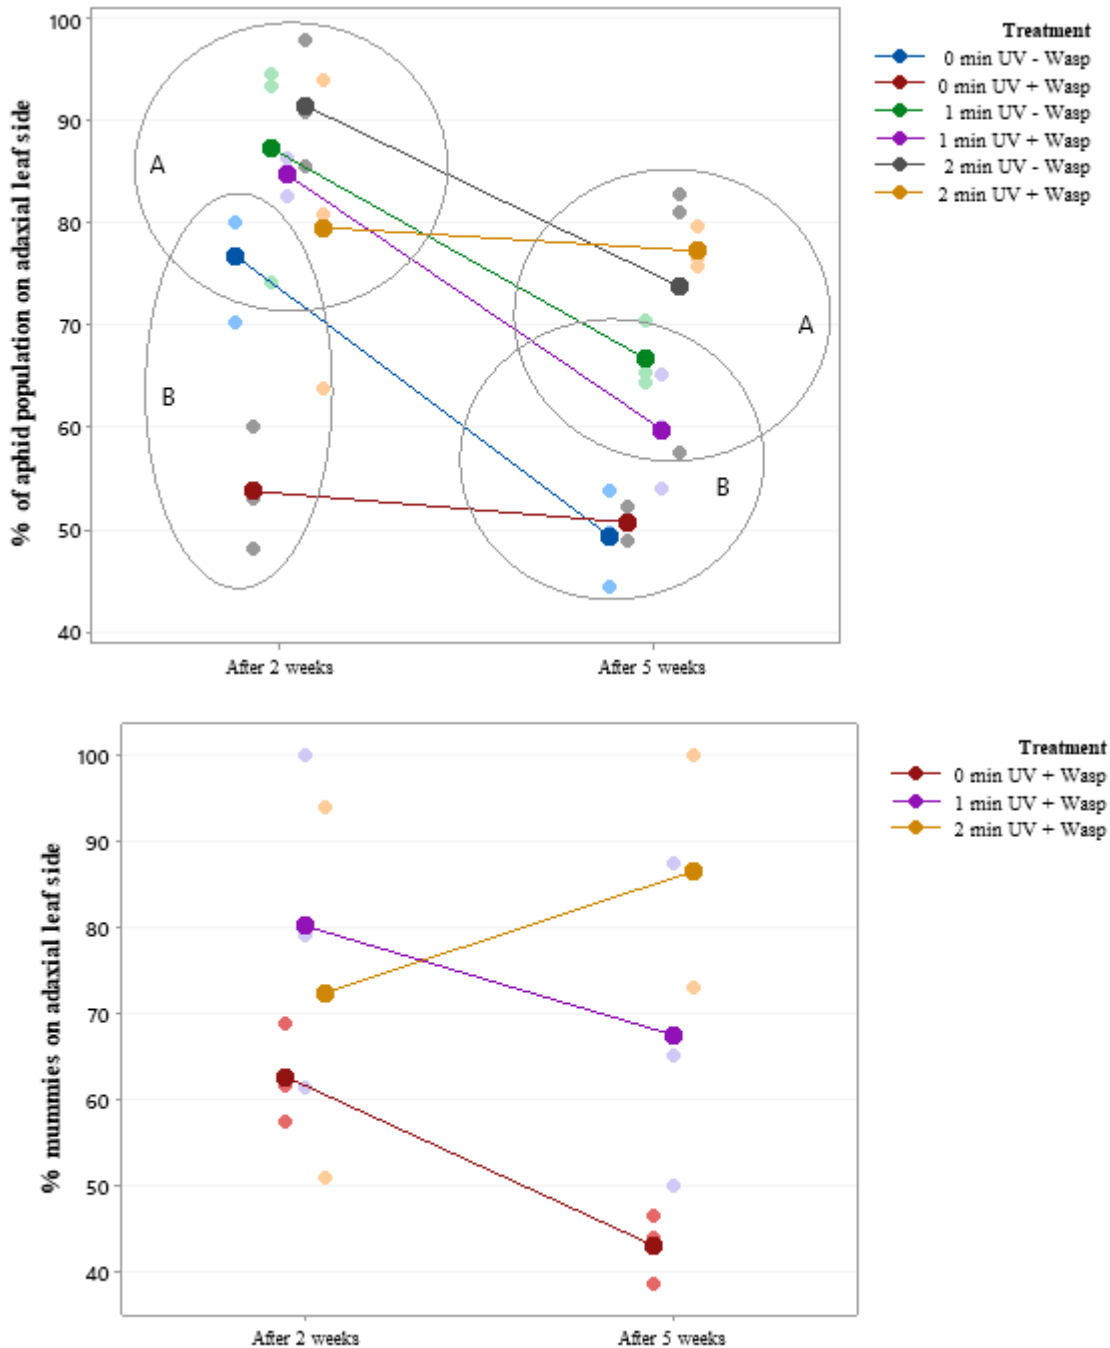 % of aphid population on adaxial leaf side
100
90
80
70
60
50
40
A
B
A
B
After 2 weeks
After 5 weeks
Treatment
0 min UV - Wasp
0 min UV + Wasp
1 min UV - Wasp
1 min UV + Wasp
2 min UV - Wasp
2 min UV + Wasp
% mummies on adaxial leaf side
100
90
80
70
60
50
40
After 2 weeks
After 5 weeks
Treatment
0 min UV + Wasp
1 min UV + Wasp
2 min UV + Wasp